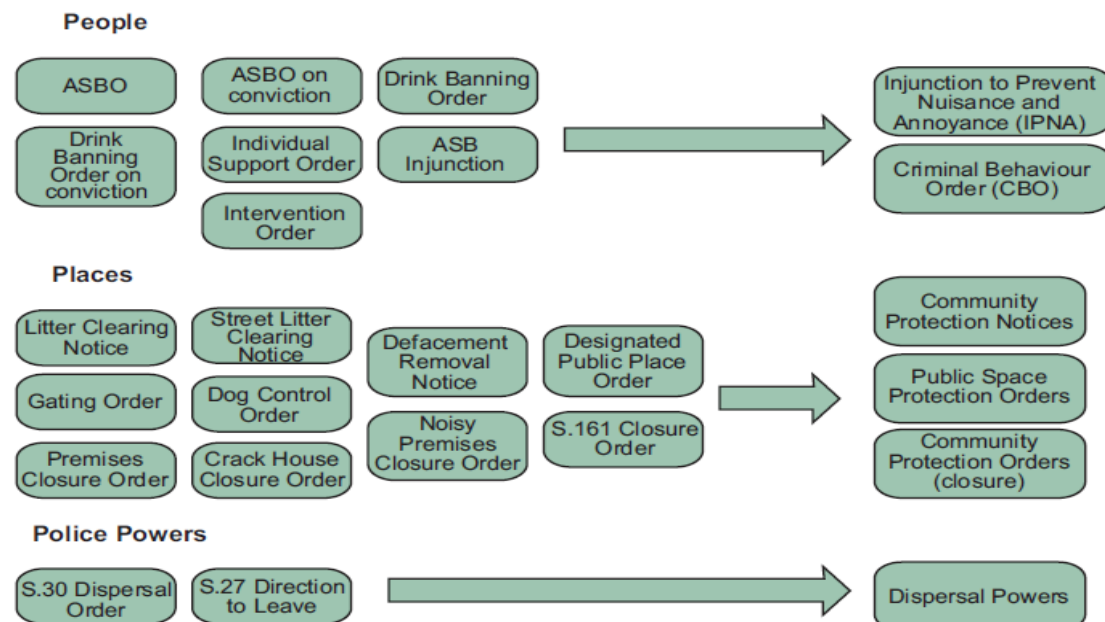 People
ASBO
ASBO on
conviction
Drink Banning
Order
Drink
Banning
Order on
conviction
Individual
Support Order
ASB
Injunction
Intervention
Order
Injunction to Prevent
Nuisance and
Annoyance (IPNA)
Criminal Behaviour
Order (CBO)
Places
Litter Clearing
Notice
Street Litter
Clearing
Notice
Defacement
Removal
Notice
Designated
Public Place
Order
Gating Order
Dog Control
Order
Noisy
Premises
Closure Order
S.161 Closure
Order
Premises
Closure Order
Crack House
Closure Order
Community
Protection Notices
Public Space
Protection Orders
Community
Protection Orders
(closure)
Police Powers
S.30 Dispersal
Order
S.27 Direction
to Leave
Dispersal Powers